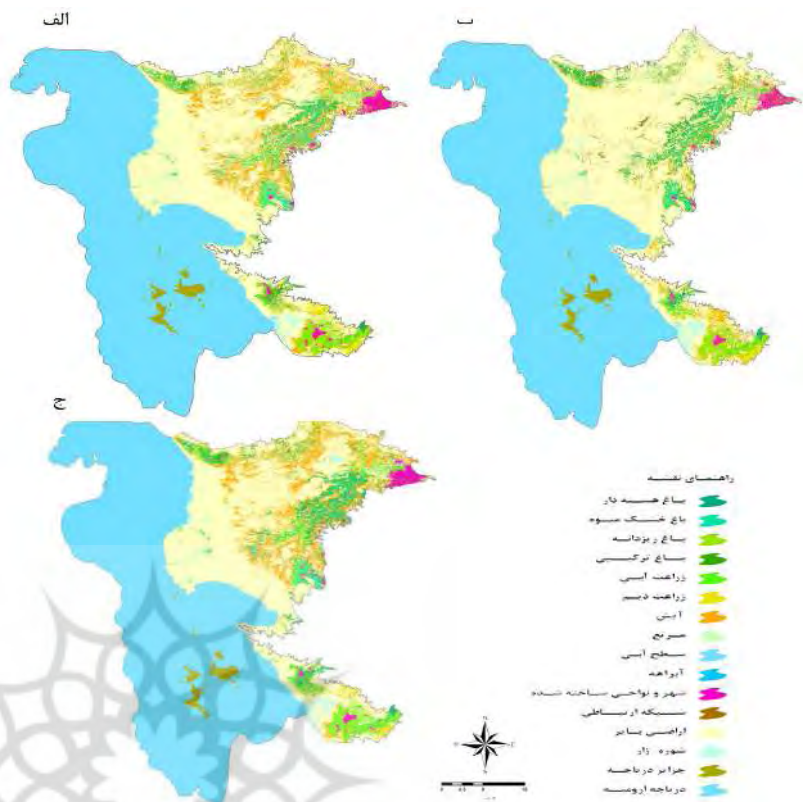 الف
ب
ج
راهنمای نقشه
باغ هسته دار
باغ خشک میوه
باغ ریزدانه
باغ ترکیبی
زراعت آبی
زراعت دیم
آیش
مرتع
سطح آبی
آبراهه
شهر و نواحی ساخته شده
شبکه ارتباطی
اراضی بایر
شوره زار
جزایر دریاچه
دریاچه ارومیه